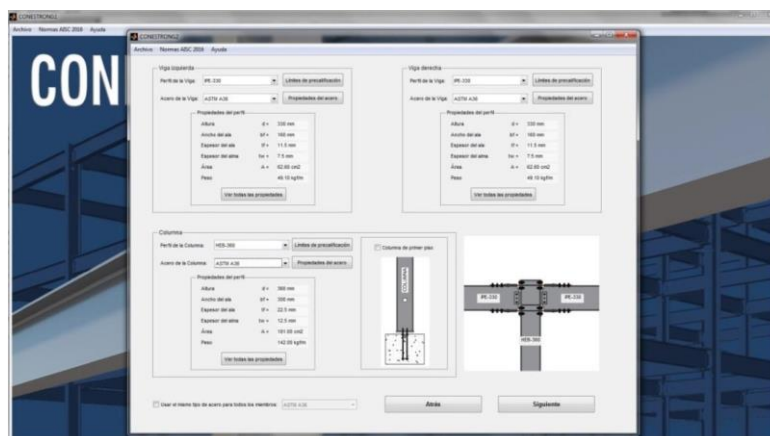 CONESTRONG2
Archivo Normas AISC 2016 Ayuda
CON
CONESTRONG2
Archivo Normas AISC 2016 Ayuda
Viga izquierda
Perfil de la Viga: IPE-330 Límites de precalificación
Acero de la Viga: ASTM A36 Propiedades del acero
Propiedades del perfil
Altura d = 330 mm
Ancho del ala bf = 160 mm
Espesor del ala tf = 11.5 mm
Espesor del alma tw = 7.5 mm
Área A = 62.60 cm2
Peso 49.10 kgf/m
Ver todas las propiedades
Viga derecha
Perfil de la Viga: IPE-330 Límites de precalificación
Acero de la Viga: ASTM A36 Propiedades del acero
Propiedades del perfil
Altura d = 330 mm
Ancho del ala bf = 160 mm
Espesor del ala tf = 11.5 mm
Espesor del alma tw = 7.5 mm
Área A = 62.60 cm2
Peso 49.10 kgf/m
Ver todas las propiedades
Columna
Perfil de la Columna: HEB-360 Límites de precalificación
Acero de la Columna: ASTM A36 Propiedades del acero
Propiedades del perfil
Altura d = 360 mm
Ancho del ala bf = 300 mm
Espesor del ala tf = 22.5 mm
Espesor del alma tw = 12.5 mm
Área A = 181.00 cm2
Peso 142.00 kgf/m
Ver todas las propiedades
Columna de primer piso
COLUMNA
IPE-330 IPE-330
HEB-360
Usar el mismo tipo de acero para todos los miembros: ASTM A36
Atrás Siguiente